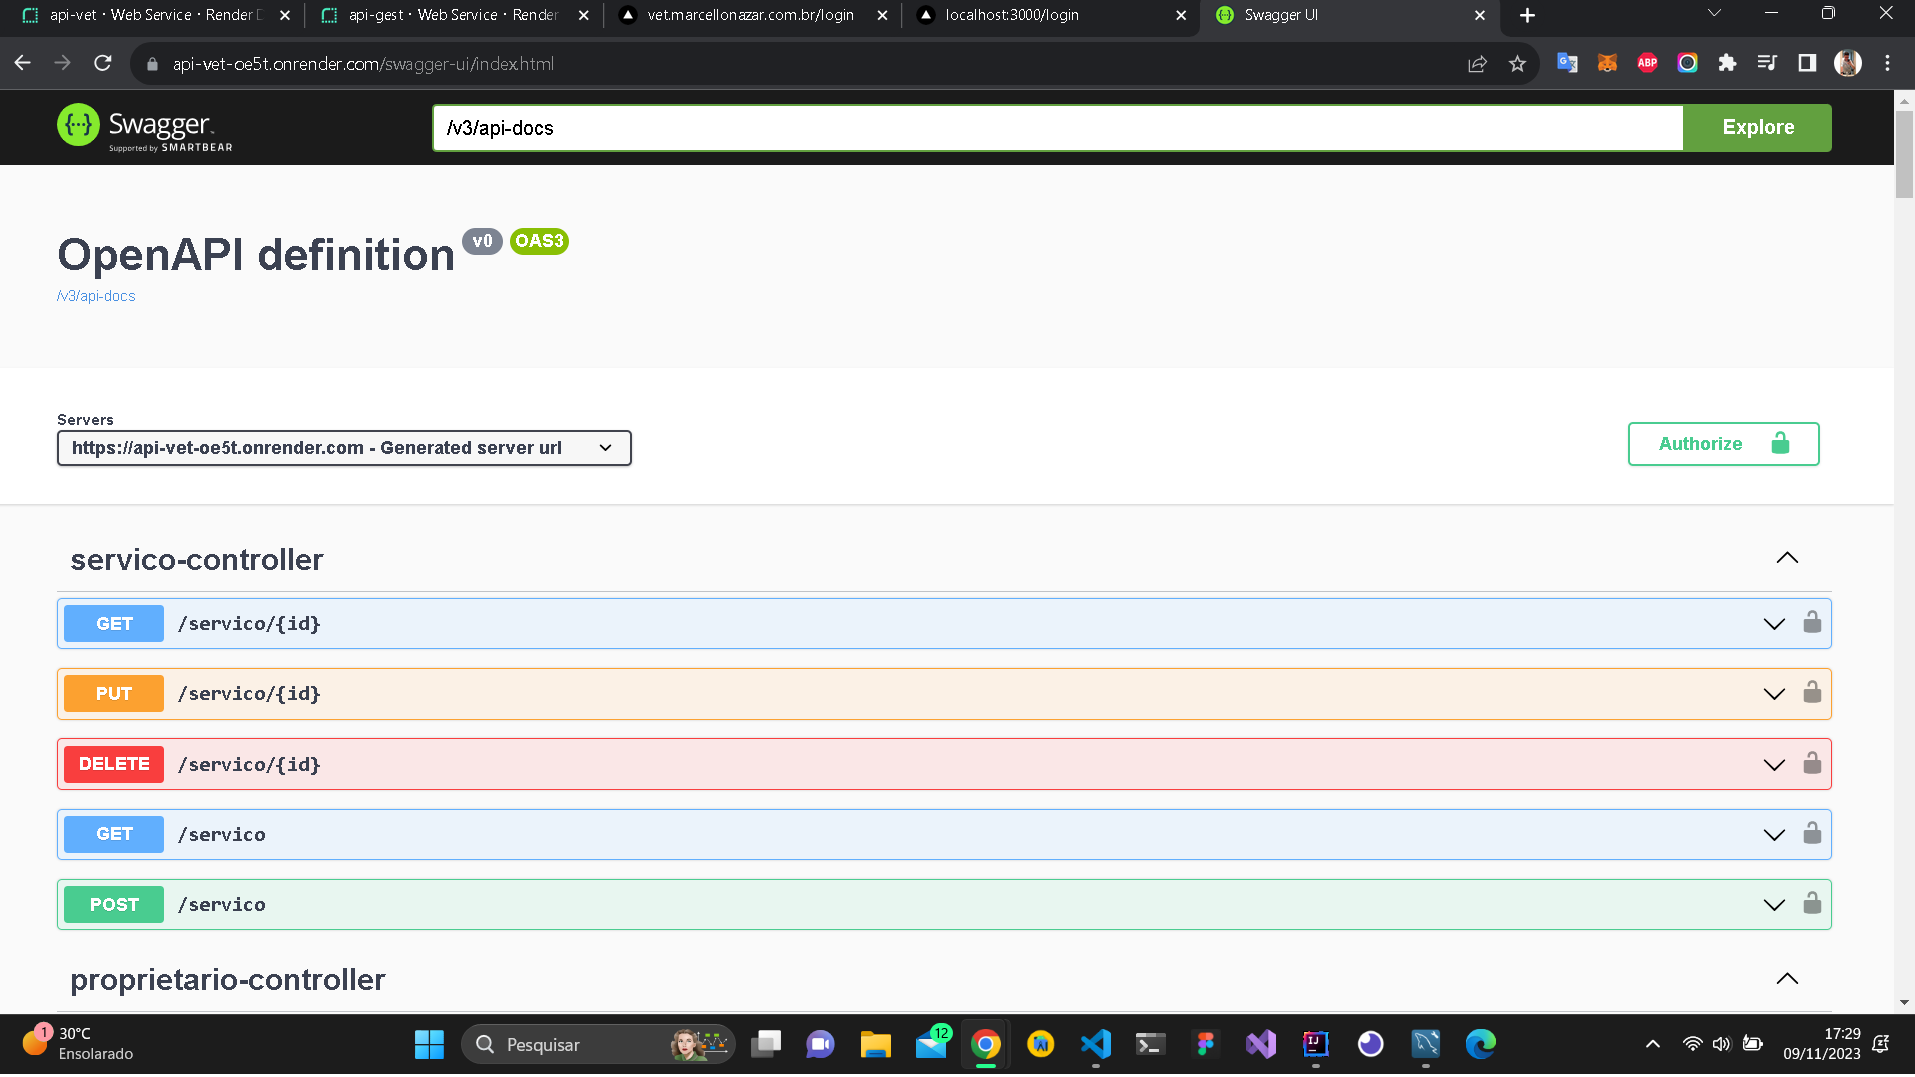 api-vet · Web Service · Render D
api-gest · Web Service · Render
vet.marcellonazar.com.br/login
localhost:3000/login
Swagger UI
api-vet-oe5t.onrender.com/swagger-ui/index.html
ABP
Swagger
Supported by SMARTBEAR
/v3/api-docs
Explore
OpenAPI definition v0 OAS3
/v3/api-docs
Servers
https://api-vet-oe5t.onrender.com - Generated server url
Authorize
servico-controller
GET /servico/{id}
PUT /servico/{id}
DELETE /servico/{id}
GET /servico
POST /servico
proprietario-controller
1
30°C
Ensolarado
Pesquisar
12
IJ
17:29
09/11/2023